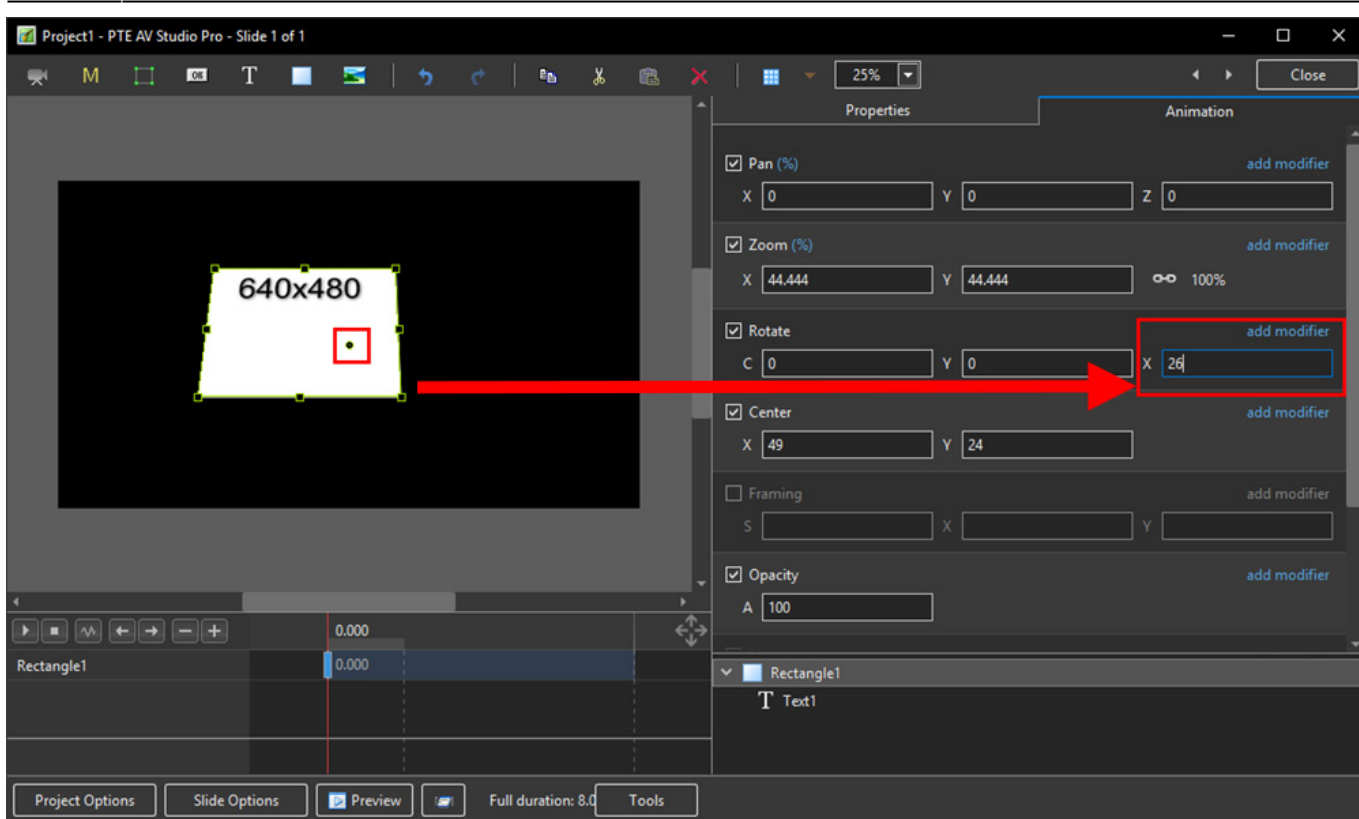 Project1 - PTE AV Studio Pro - Slide 1 of 1
M OK T 25% Close
Properties Animation
Pan (%) add modifier
X 0 Y 0 Z 0
Zoom (%) add modifier
X 44.444 Y 44.444 100%
640x480
Rotate add modifier
C 0 Y 0 X 26
Center add modifier
X 49 Y 24
Framing add modifier
S X Y
Opacity add modifier
A 100
0.000
Rectangle1 0.000
Rectangle1
T Text1
Project Options Slide Options Preview Full duration: 8.0 Tools